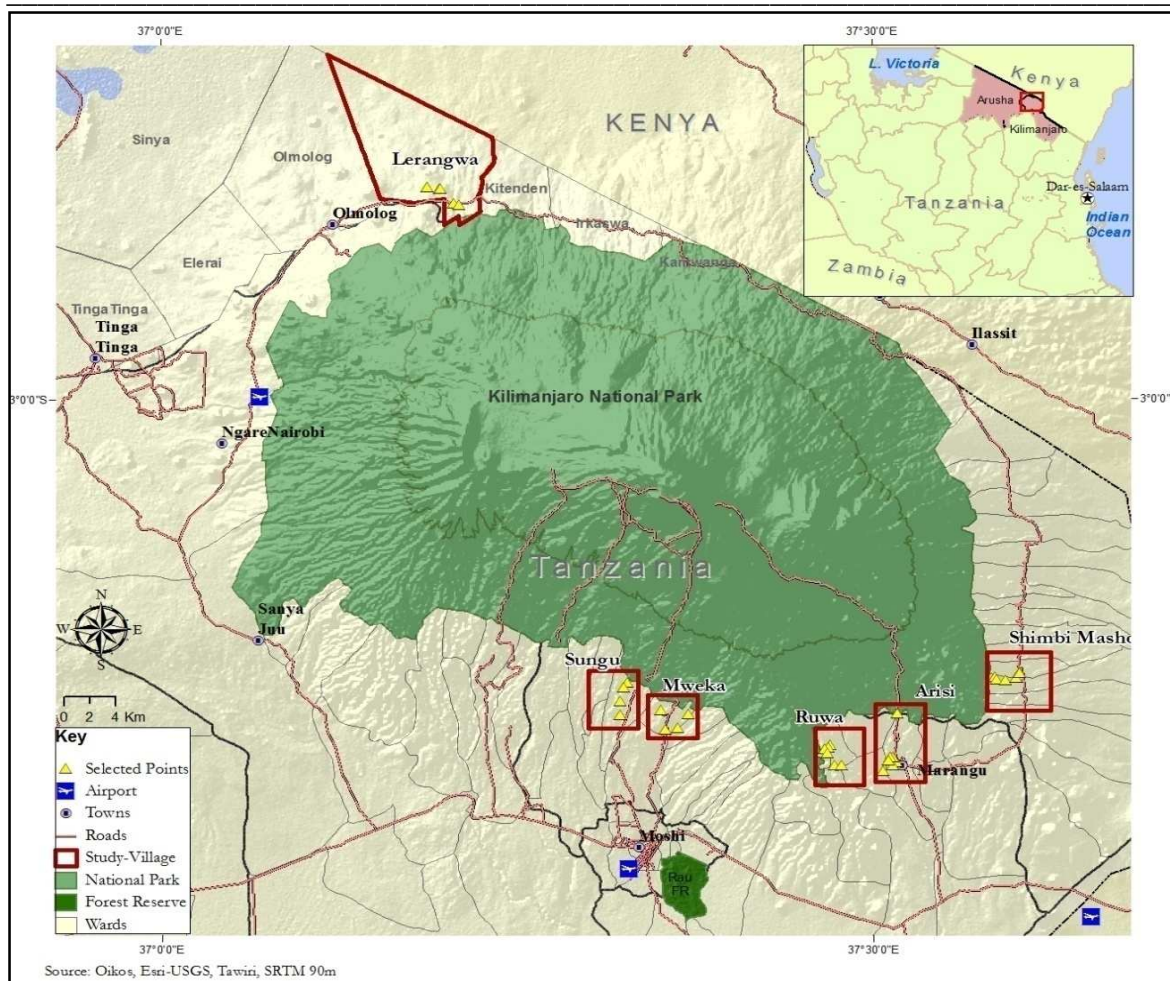 37°0'0"E
37°30'0"E
L. Victoria
Kenya
Arusha
Kilimanjaro
Dar-es-Salaam
Tanzania
Indian
Ocean
Zambia
KENYA
Sinya
Olmolog
Lerangwa
Kitenden
Olmolog
Irkaswa
Kamwanga
Elerai
Tinga Tinga
Tinga
Tinga
Ilassit
3°0'0"S
Kilimanjaro National Park
3°0'0"
NgareNairobi
Tanzania
Sanya
Juu
N
W
E
S
0 2 4 Km
Sungu
Mweka
Ruwa
Arisi
Shimbi Masho
Marangu
Moshi
Rau
FR
Key
Selected Points
Airport
Towns
Roads
Study-Village
National Park
Forest Reserve
Wards
37°0'0"E
37°30'0"E
Source: Oikos, Esri-USGS, Tawiri, SRTM 90m